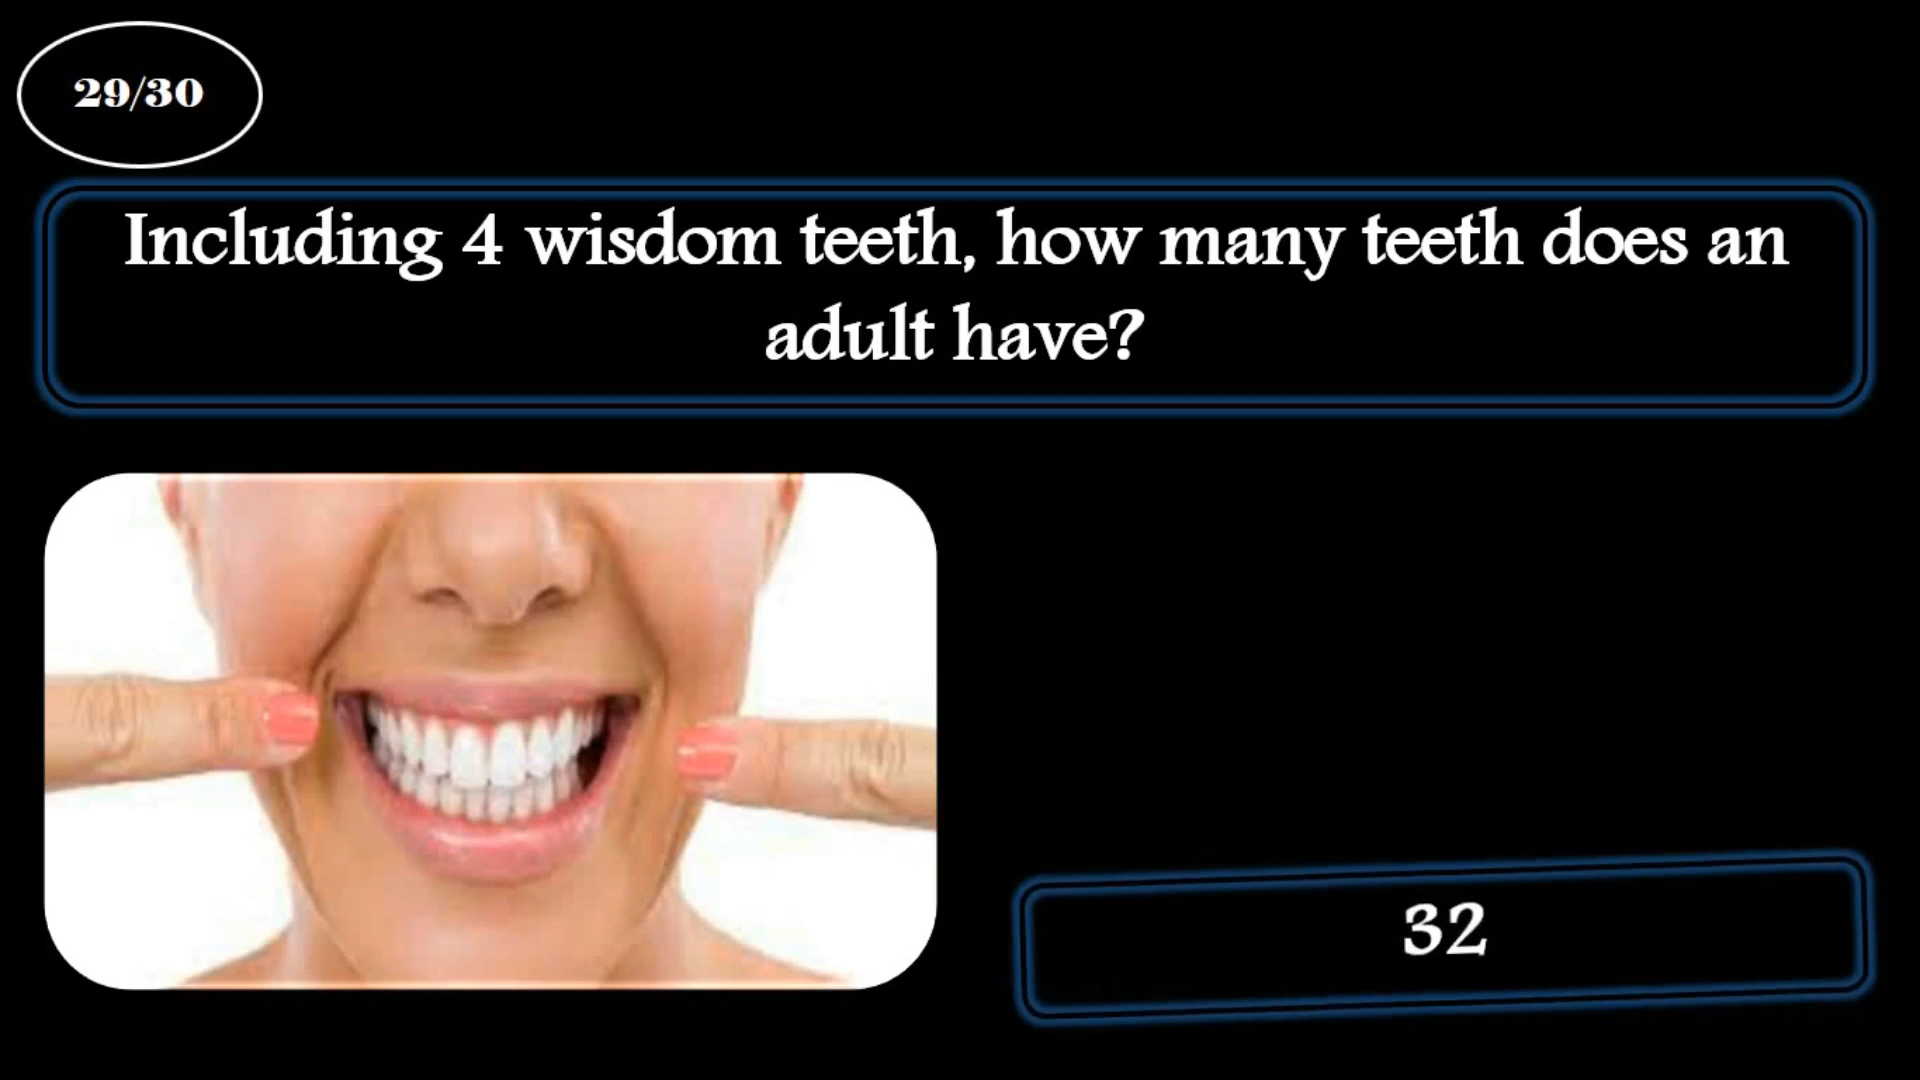 29/30
Including 4 wisdom teeth, how many teeth does an
adult have?
32